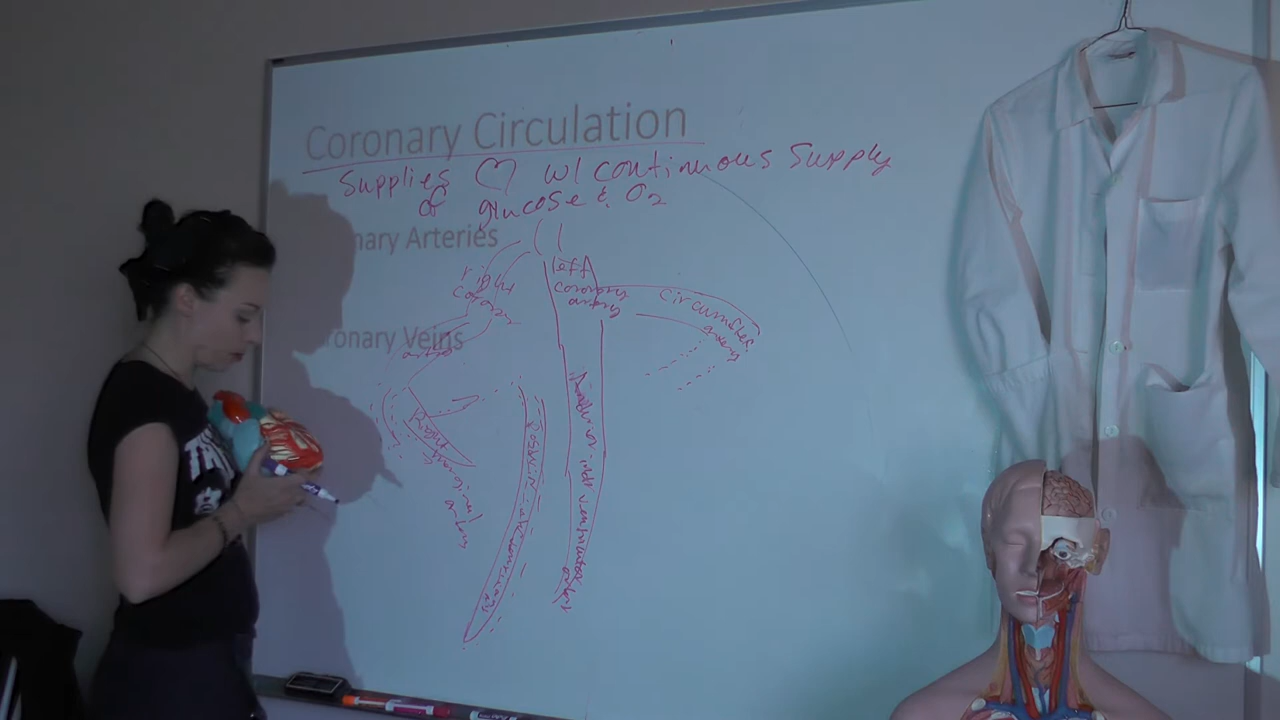 Coronary Circulation
Supplies ♡ w/ continuous Supply
of glucose & O2
nary Arteries
right
coronary
artery
left
coronary
artery
circumflex
artery
ronary Veins
Right marginal
artery
Posterior interventricular
Anterior interventricular
artery